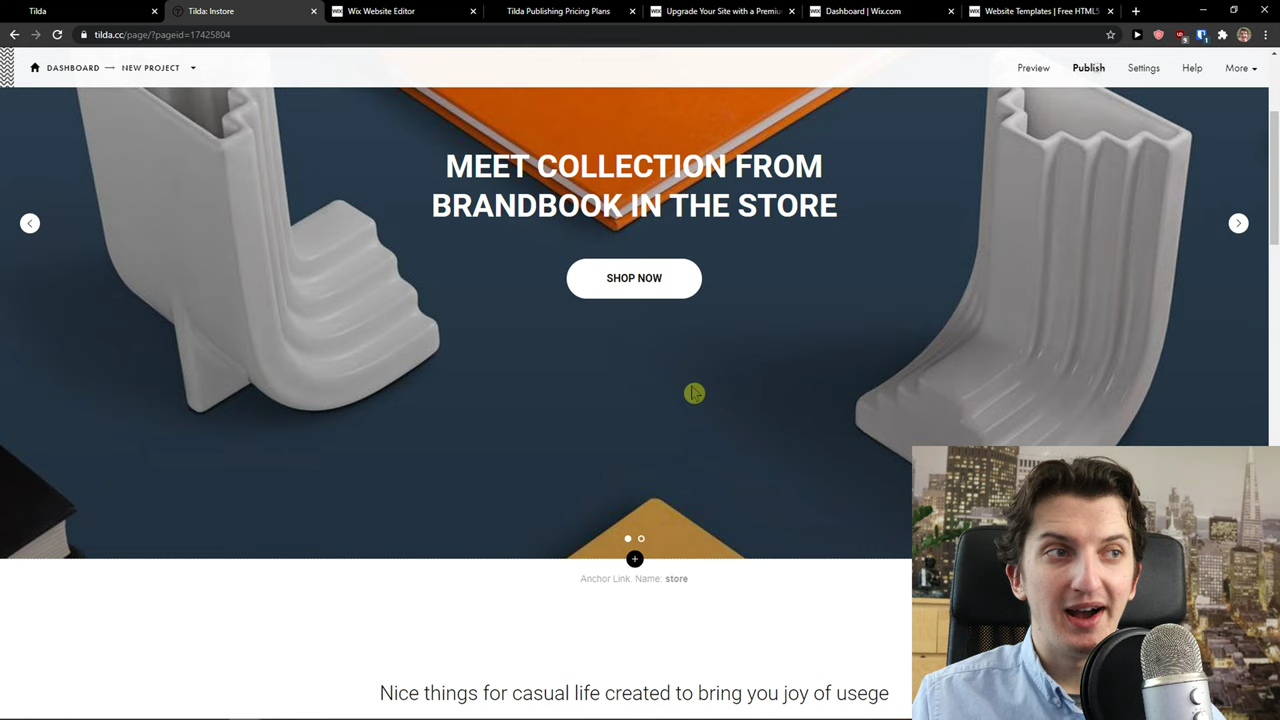 Tilda
Tilda: Instore
Wix Website Editor
Tilda Publishing Pricing Plans
Upgrade Your Site with a Premiu
Dashboard | Wix.com
Website Templates | Free HTML5
tilda.cc/page/?pageid=17425804
DASHBOARD — NEW PROJECT
Preview
Publish
Settings
Help
More
MEET COLLECTION FROM
BRANDBOOK IN THE STORE
SHOP NOW
Anchor Link. Name: store
Nice things for casual life created to bring you joy of usege